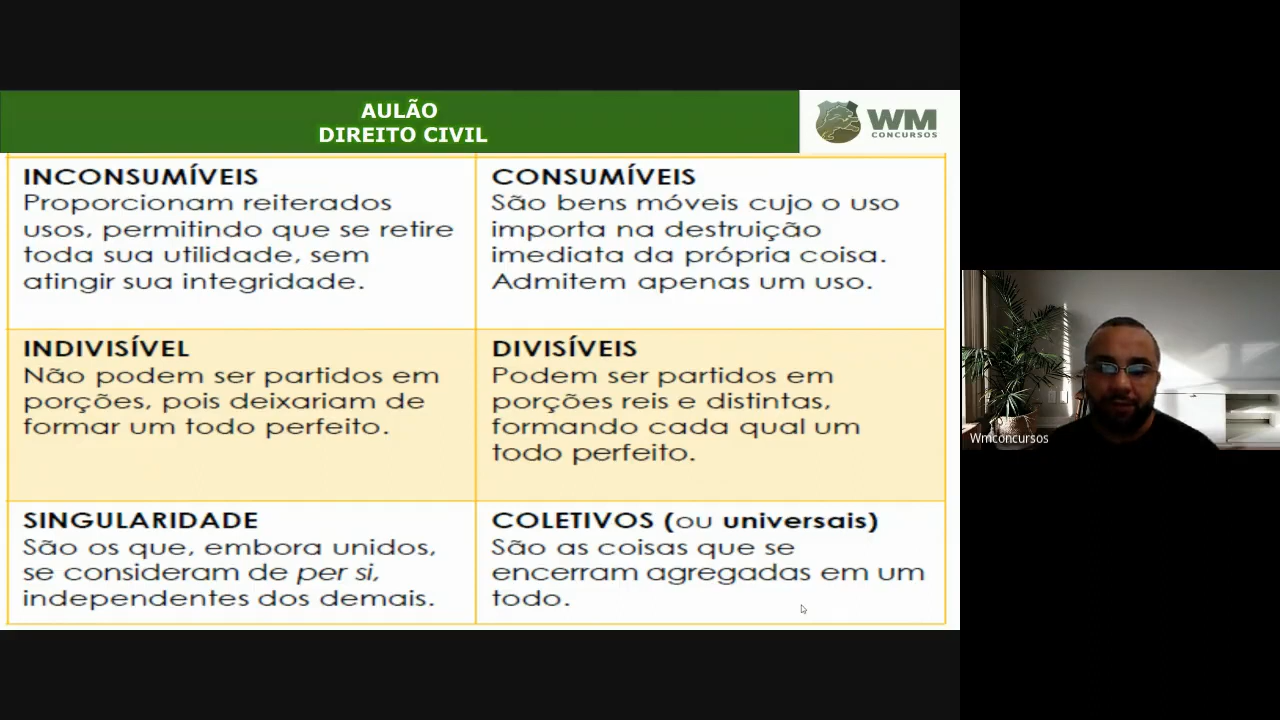 AULÃO
DIREITO CIVIL
WM
CONCURSOS
INCONSUMÍVEIS
Proporcionam reiterados
usos, permitindo que se retire
toda sua utilidade, sem
atingir sua integridade.
CONSUMÍVEIS
São bens móveis cujo o uso
importa na destruição
imediata da própria coisa.
Admitem apenas um uso.
INDIVISÍVEL
Não podem ser partidos em
porções, pois deixariam de
formar um todo perfeito.
DIVISÍVEIS
Podem ser partidos em
porções reis e distintas,
formando cada qual um
todo perfeito.
SINGULARIDADE
São os que, embora unidos,
se consideram de per si,
independentes dos demais.
COLETIVOS (ou universais)
São as coisas que se
encerram agregadas em um
todo.
Wmconcursos